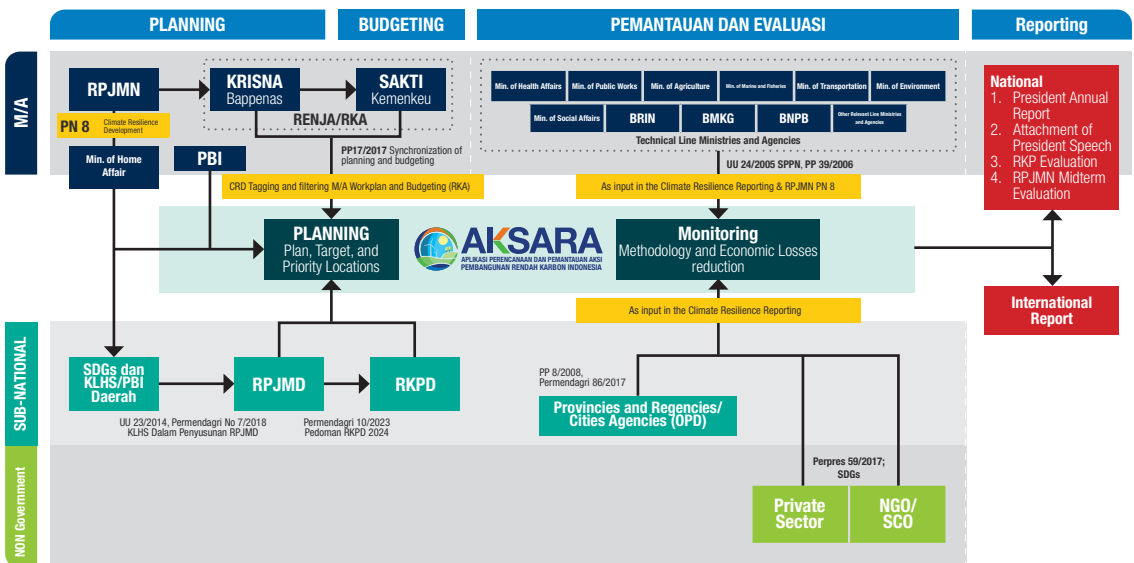 PLANNING
BUDGETING
PEMANTAUAN DAN EVALUASI
Reporting
M/A
RPJMN
KRISNA
Bappenas
SAKTI
Kemenkeu
RENJA/RKA
PN 8
Climate Resilience
Development
Min. of Home
Affair
PBI
PP17/2017 Synchronization of
planning and budgeting
CRD Tagging and filtering M/A Workplan and Budgeting (RKA)
Min. of Health Affairs
Min. of Public Works
Min. of Agriculture
Min. of Marine and Fisheries
Min. of Transportation
Min. of Environment
Min. of Social Affairs
BRIN
BMKG
BNPB
Other Relevant Line Ministries
and Agencies
Technical Line Ministries and Agencies
UU 24/2005 SPPN, PP 39/2006
As input in the Climate Resilience Reporting & RPJMN PN 8
National
1. President Annual
Report
2. Attachment of
President Speech
3. RKP Evaluation
4. RPJMN Midterm
Evaluation
PLANNING
Plan, Target, and
Priority Locations
AKSARA
APLIKASI PERENCANAAN DAN PEMANTAUAN AKSI
PEMBANGUNAN RENDAH KARBON INDONESIA
Monitoring
Methodology and Economic Losses
reduction
As input in the Climate Resilience Reporting
International
Report
SUB-NATIONAL
SDGs dan
KLHS/PBI
Daerah
RPJMD
RKPD
UU 23/2014, Permendagri No 7/2018
KLHS Dalam Penyusunan RPJMD
Permendagri 10/2023
Pedoman RKPD 2024
PP 8/2008,
Permendagri 86/2017
Provinces and Regencies/
Cities Agencies (OPD)
NON Government
Perpres 59/2017;
SDGs
Private
Sector
NGO/
SCO